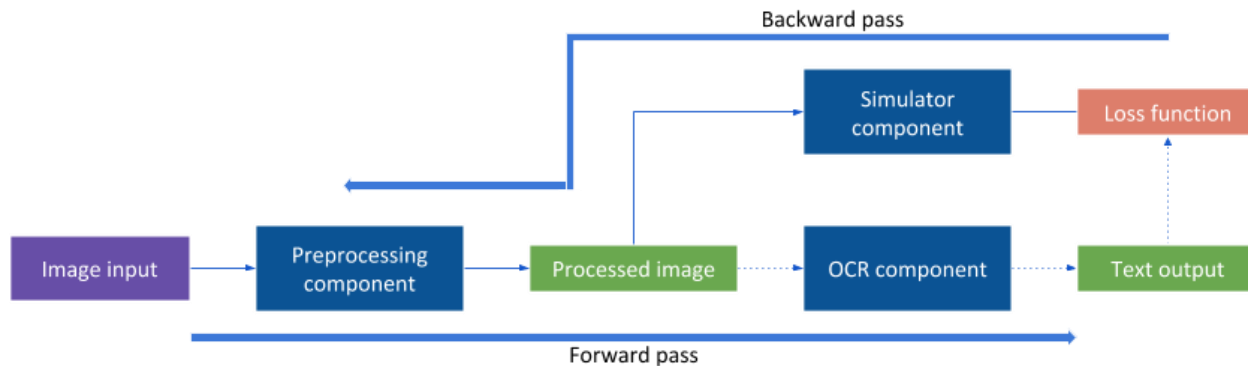 Backward pass
Simulator
component
Loss function
Image input
Preprocessing
component
Processed image
OCR component
Text output
Forward pass